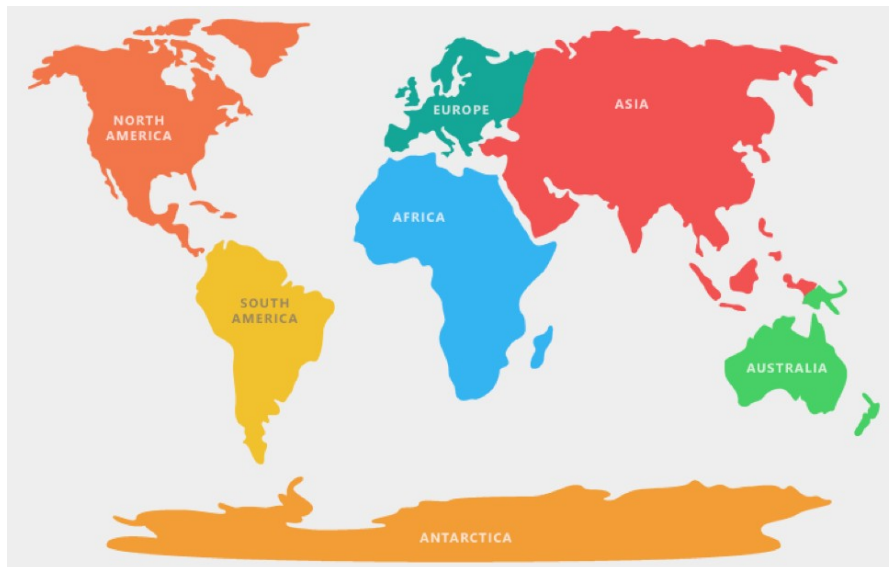 NORTH
AMERICA
EUROPE
ASIA
AFRICA
SOUTH
AMERICA
AUSTRALIA
ANTARCTICA